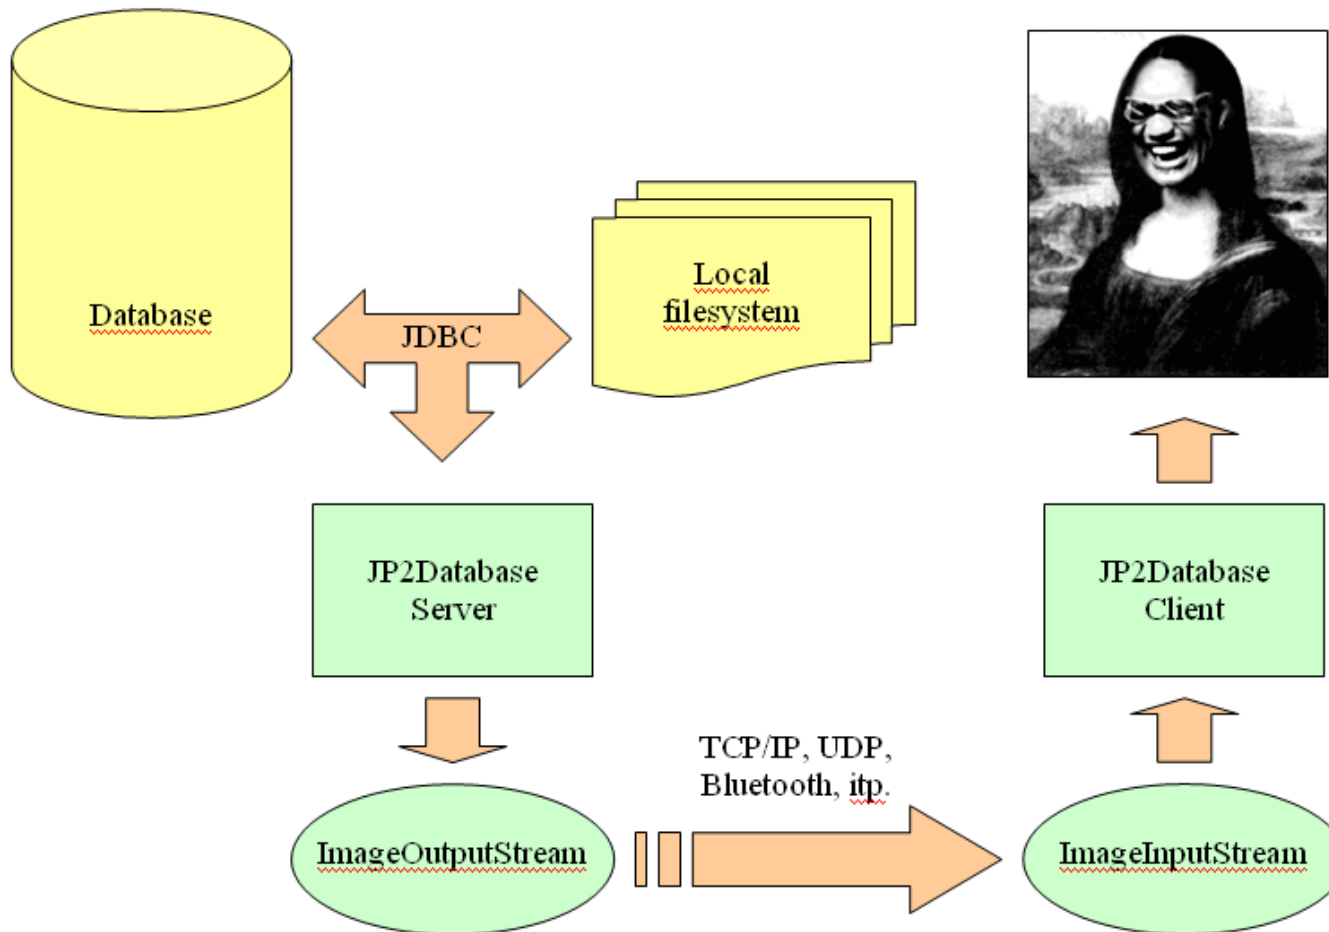 Database
JDBC
Local
filesystem
JP2Database
Server
JP2Database
Client
TCP/IP, UDP,
Bluetooth, itp.
ImageOutputStream
ImageInputStream